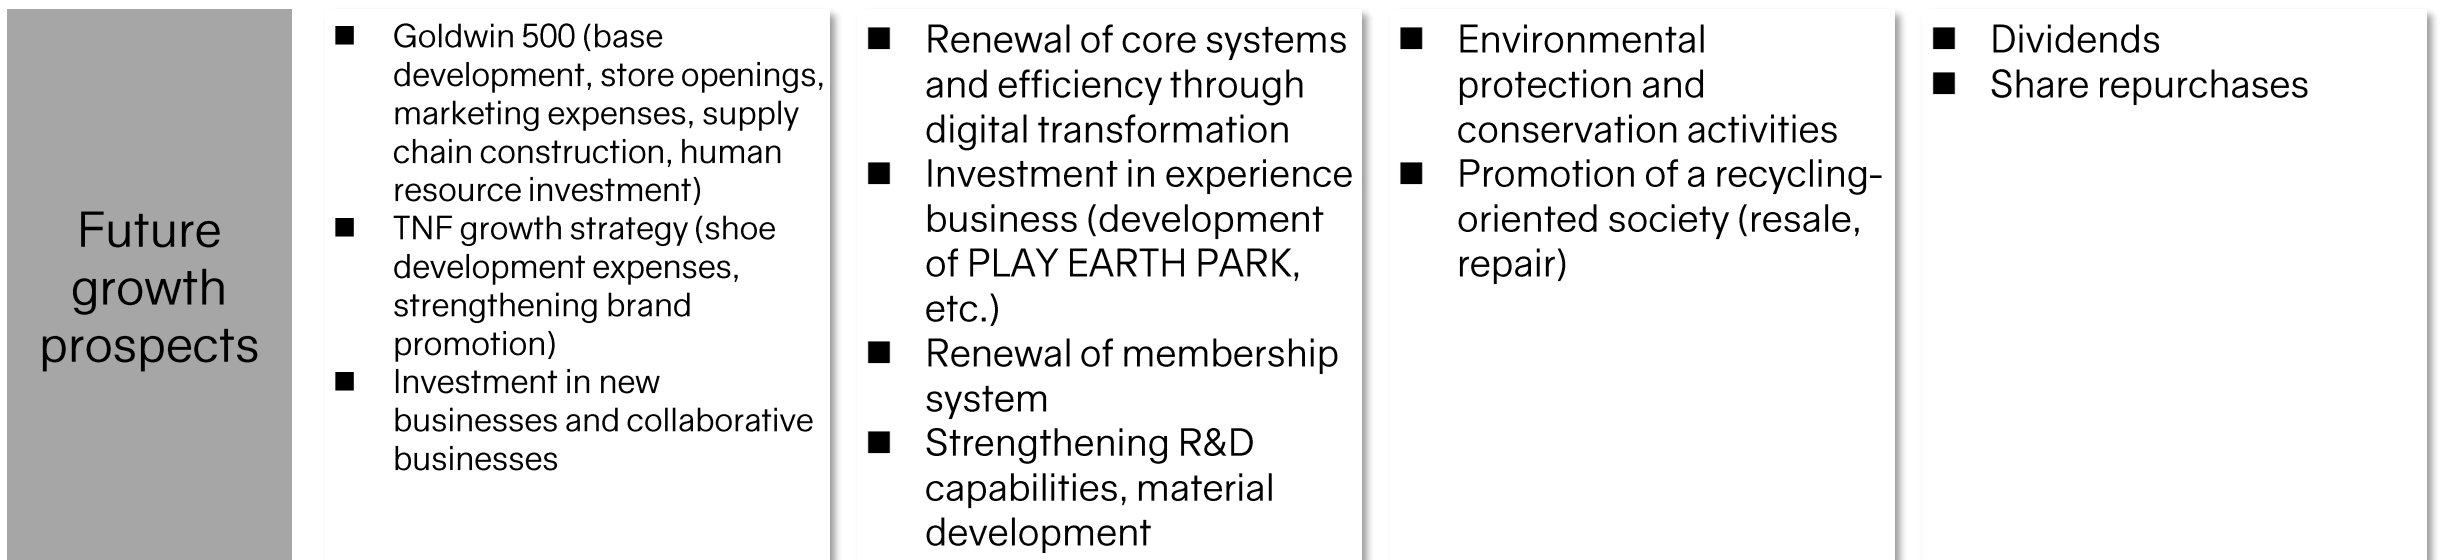 Future
growth
prospects
■ Goldwin 500 (base
development, store openings,
marketing expenses, supply
chain construction, human
resource investment)
■ TNF growth strategy (shoe
development expenses,
strengthening brand
promotion)
■ Investment in new
businesses and collaborative
businesses
■ Renewal of core systems
and efficiency through
digital transformation
■ Investment in experience
business (development
of PLAY EARTH PARK,
etc.)
■ Renewal of membership
system
■ Strengthening R&D
capabilities, material
development
■ Environmental
protection and
conservation activities
■ Promotion of a recycling-
oriented society (resale,
repair)
■ Dividends
■ Share repurchases